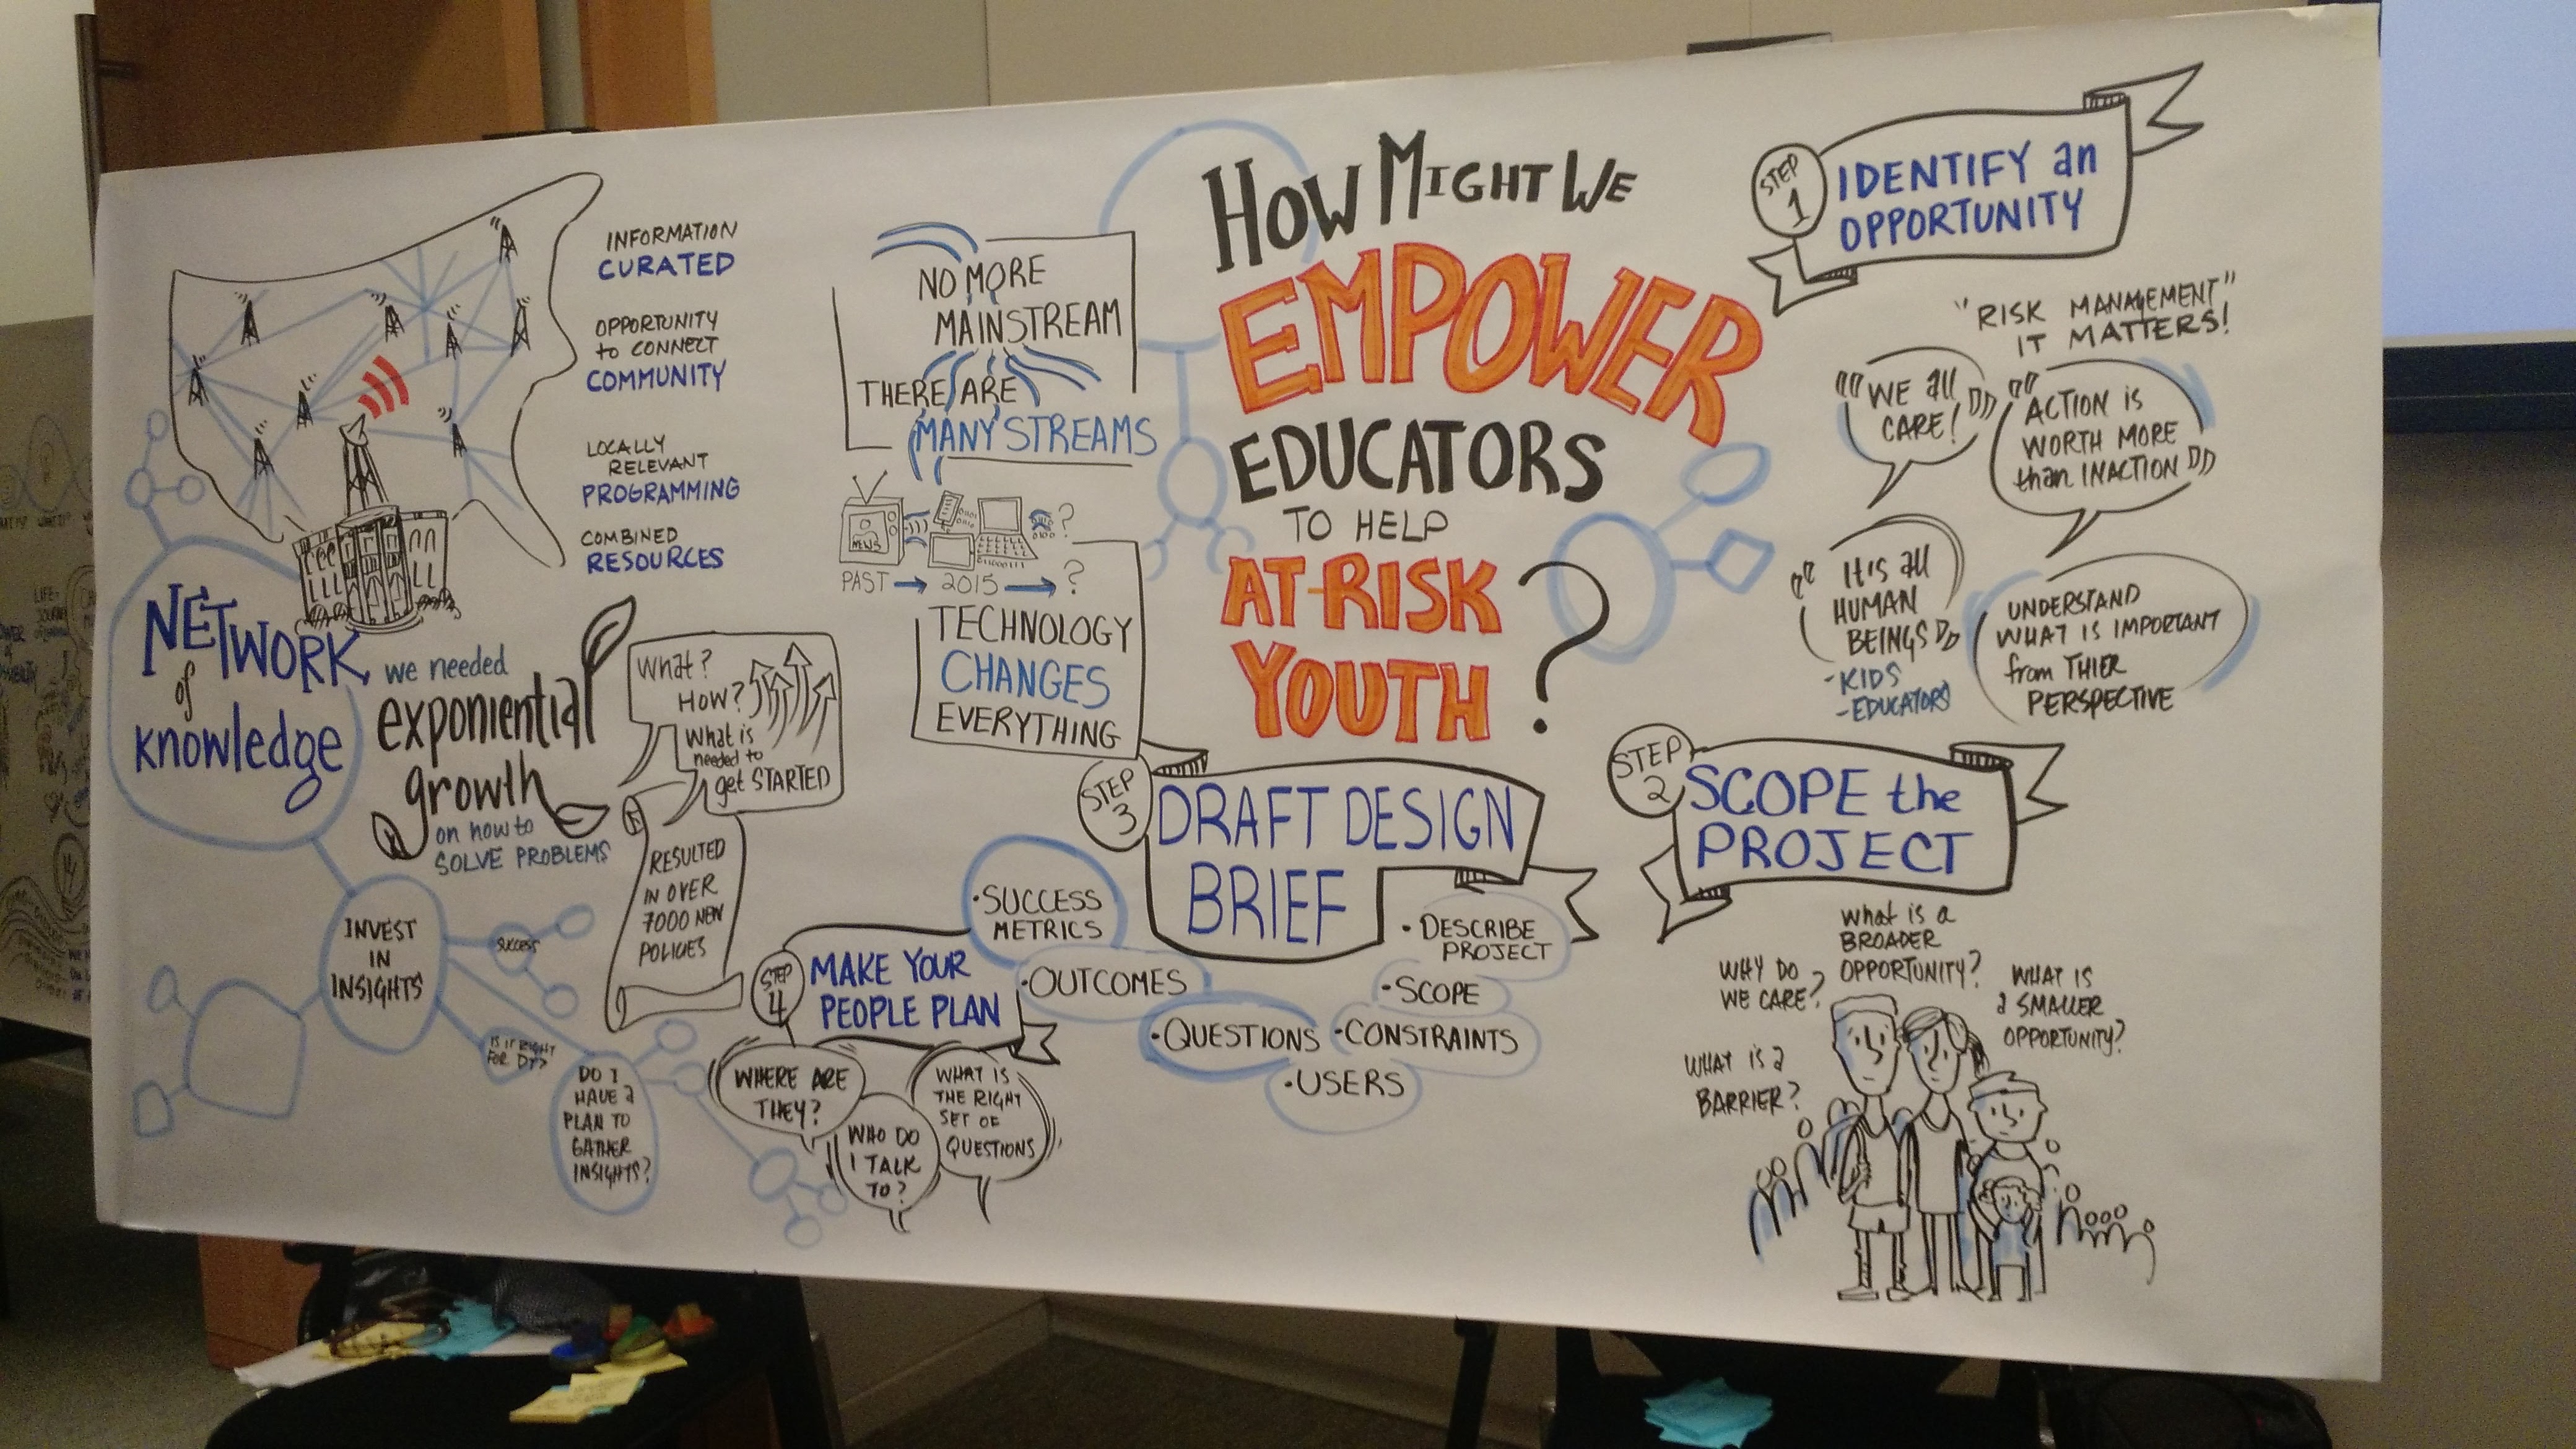 INFORMATION
CURATED
OPPORTUNITY
to CONNECT
COMMUNITY
LOCALLY
RELEVANT
PROGRAMMING
COMBINED
RESOURCES
NETWORK
of
knowledge
we needed
exponiential
growth
on how to
SOLVE PROBLEMS
What?
How?
What is
needed to
get STARTED
RESULTED
IN OVER
7000 NEW
POLICIES
INVEST
IN
INSIGHTS
SUCCESS
IS IT RIGHT
FOR DT?
DO I
HAVE a
PLAN TO
GATHER
INSIGHTS?
NO MORE
MAINSTREAM
THERE ARE
MANY STREAMS
NEWS
PAST → 2015 → ?
?
TECHNOLOGY
CHANGES
EVERYTHING
HOW MIGHT WE
EMPOWER
EDUCATORS
TO HELP
AT-RISK
YOUTH?
STEP
1
IDENTIFY an
OPPORTUNITY
"RISK MANAGEMENT"
IT MATTERS!
"WE all
CARE!"
"ACTION is
WORTH MORE
than INACTION"
"It is all
HUMAN
BEINGS"
-KIDS
-EDUCATORS
UNDERSTAND
WHAT IS IMPORTANT
from THIER
PERSPECTIVE
STEP
2
SCOPE the
PROJECT
WHAT IS a
BARRIER?
WHY DO
WE CARE?
what is a
BROADER
OPPORTUNITY?
WHAT IS
a SMALLER
OPPORTUNITY?
STEP
3
DRAFT DESIGN
BRIEF
• SUCCESS
METRICS
• OUTCOMES
• QUESTIONS
• USERS
• CONSTRAINTS
• SCOPE
• DESCRIBE
PROJECT
STEP
4
MAKE YOUR
PEOPLE PLAN
WHERE ARE
THEY?
WHO DO
I TALK
TO?
WHAT IS
THE RIGHT
SET OF
QUESTIONS